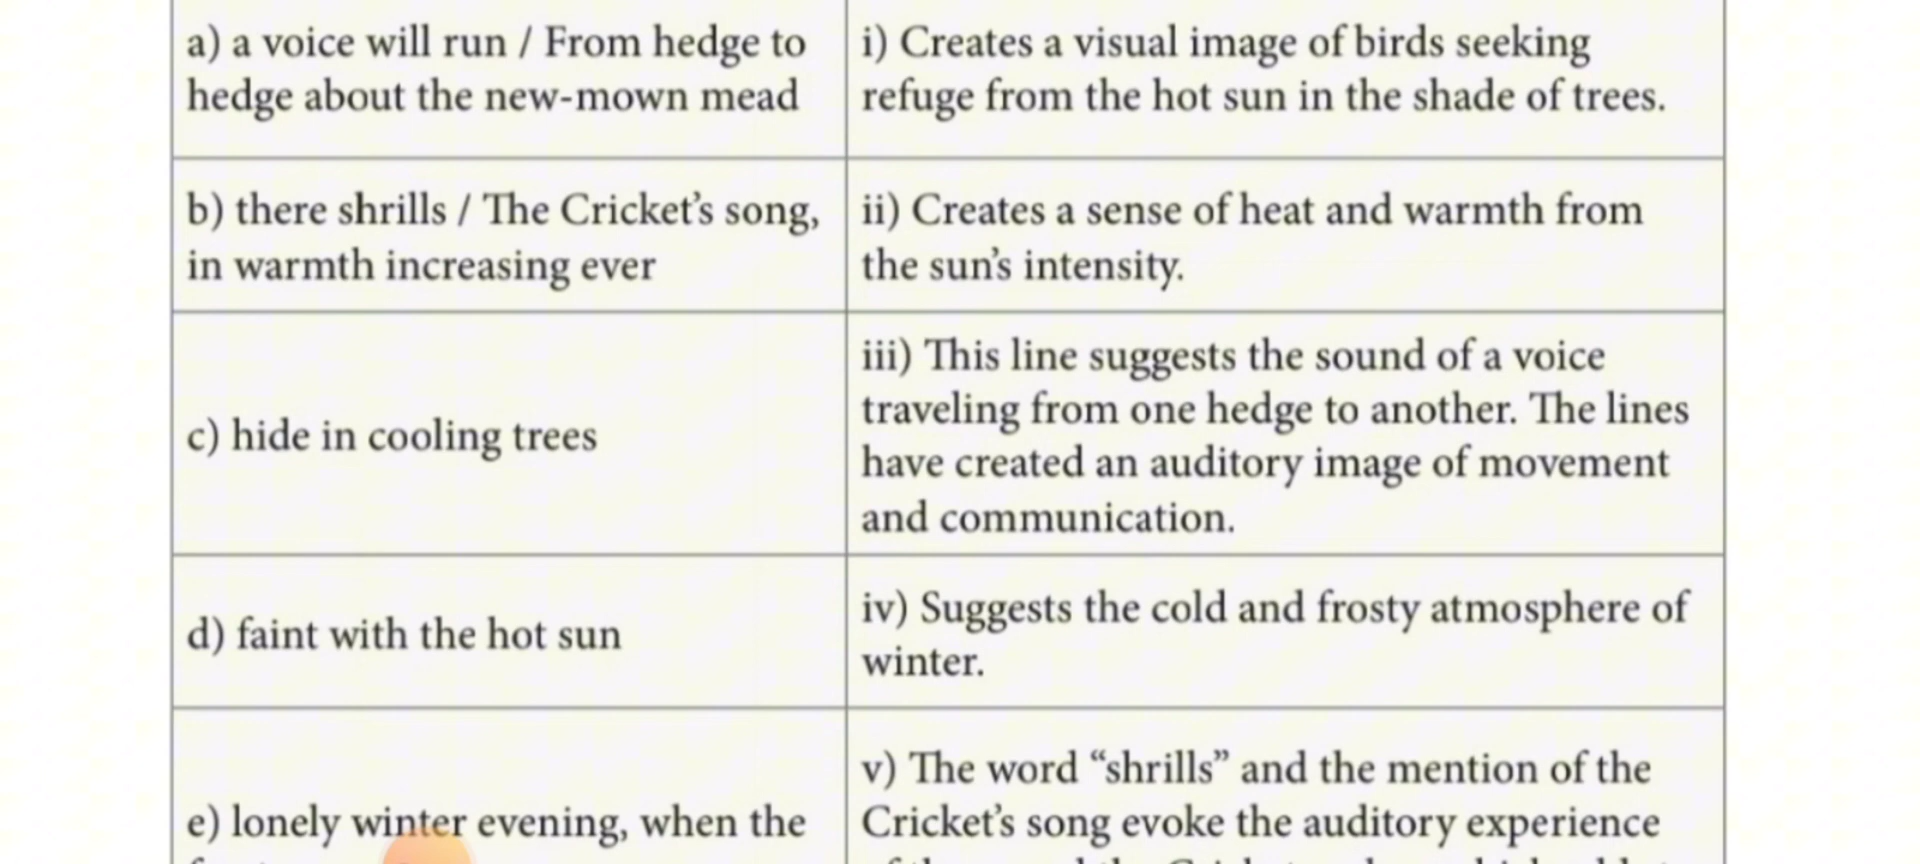 a) a voice will run / From hedge to
hedge about the new-mown mead
i) Creates a visual image of birds seeking
refuge from the hot sun in the shade of trees.
b) there shrills / The Cricket’s song,
in warmth increasing ever
ii) Creates a sense of heat and warmth from
the sun’s intensity.
c) hide in cooling trees
iii) This line suggests the sound of a voice
traveling from one hedge to another. The lines
have created an auditory image of movement
and communication.
d) faint with the hot sun
iv) Suggests the cold and frosty atmosphere of
winter.
e) lonely winter evening, when the
v) The word “shrills” and the mention of the
Cricket’s song evoke the auditory experience